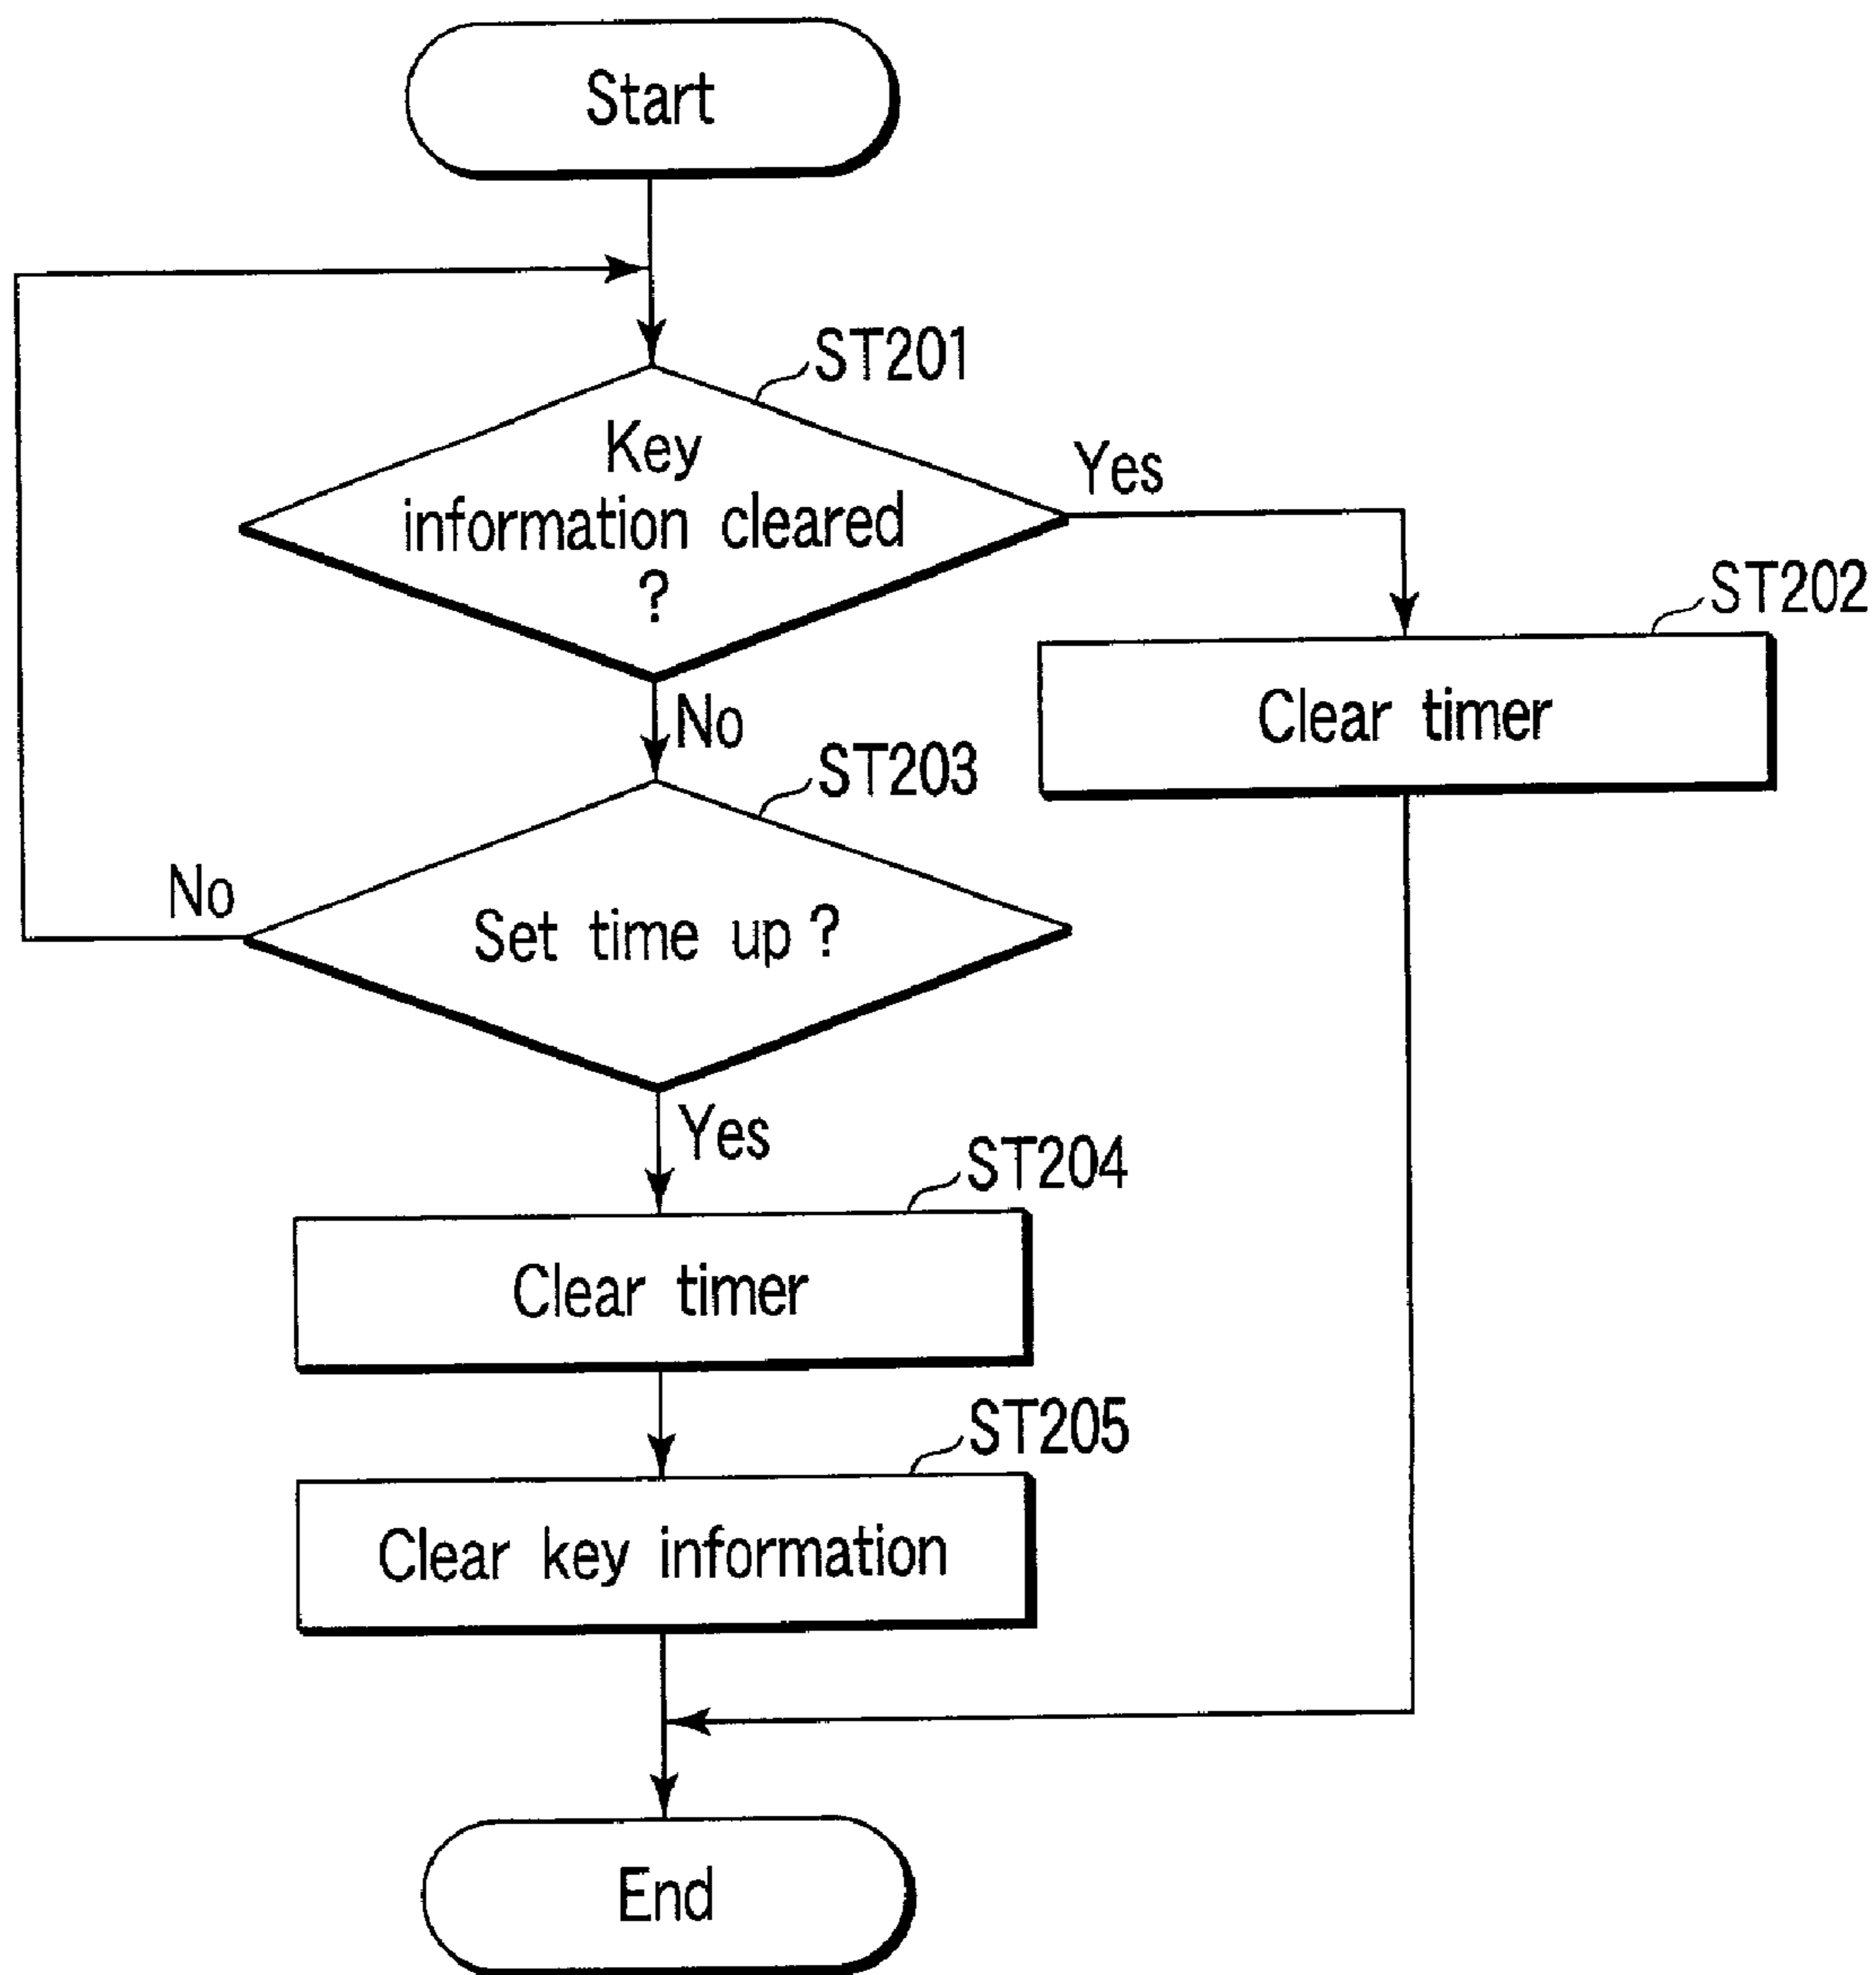 Start
ST201
Key
information cleared
?
Yes
ST202
Clear timer
No
ST203
No
Set time up ?
Yes
ST204
Clear timer
ST205
Clear key information
End